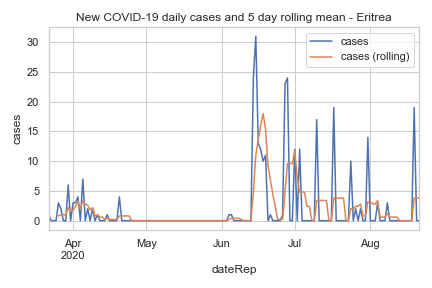 New COVID-19 daily cases and 5 day rolling mean - Eritrea
cases
cases (rolling)
30
25
20
15
10
5
0
cases
Apr
2020
May
Jun
Jul
Aug
dateRep